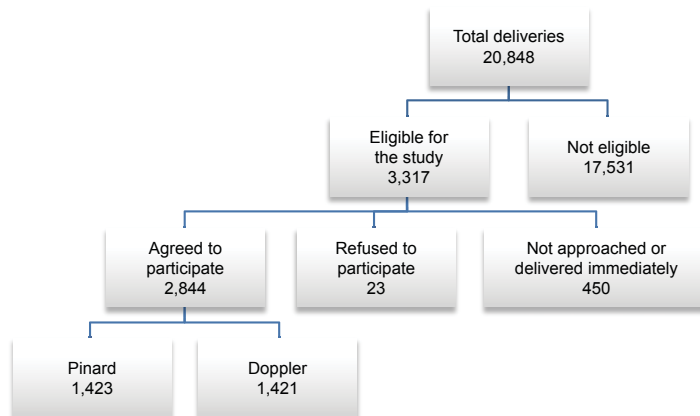 Total deliveries
20,848
Eligible for
the study
3,317
Not eligible
17,531
Agreed to
participate
2,844
Refused to
participate
23
Not approached or
delivered immediately
450
Pinard
1,423
Doppler
1,421